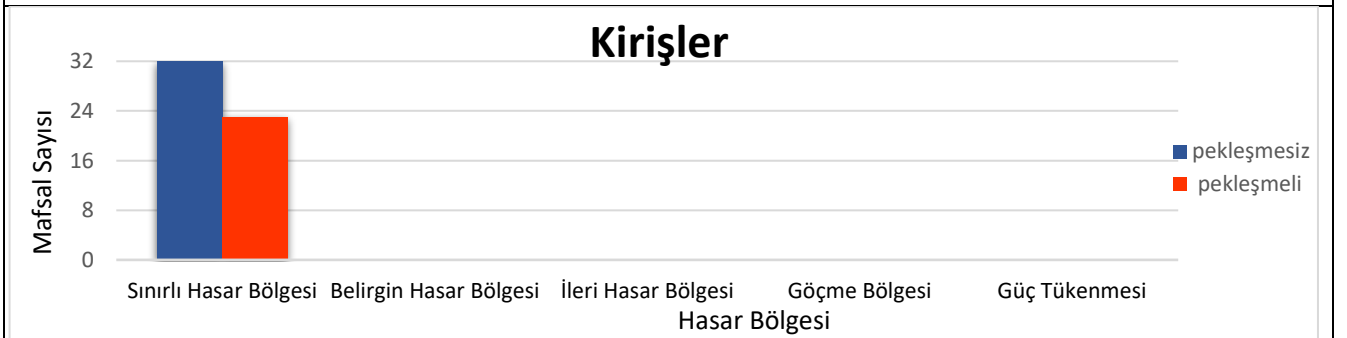 Kirişler
32
24
16
8
0
Mafsal Sayısı
Sınırlı Hasar Bölgesi Belirgin Hasar Bölgesi İleri Hasar Bölgesi Göçme Bölgesi Güç Tükenmesi
Hasar Bölgesi
pekleşmesiz
pekleşmeli